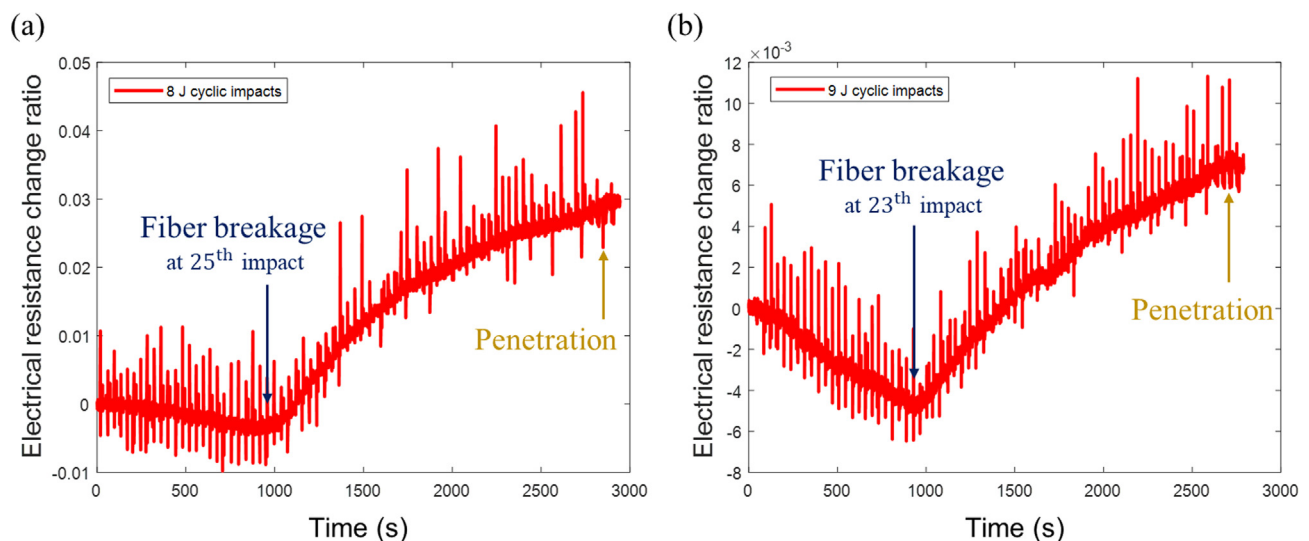 (a)
0.05
0.04
0.03
0.02
0.01
0
-0.01
Electrical resistance change ratio
8 J cyclic impacts
Fiber breakage
at 25th impact
Penetration
0 500 1000 1500 2000 2500 3000
Time (s)
(b)
×10-3
12
10
8
6
4
2
0
-2
-4
-6
-8
Electrical resistance change ratio
9 J cyclic impacts
Fiber breakage
at 23th impact
Penetration
0 500 1000 1500 2000 2500 3000
Time (s)